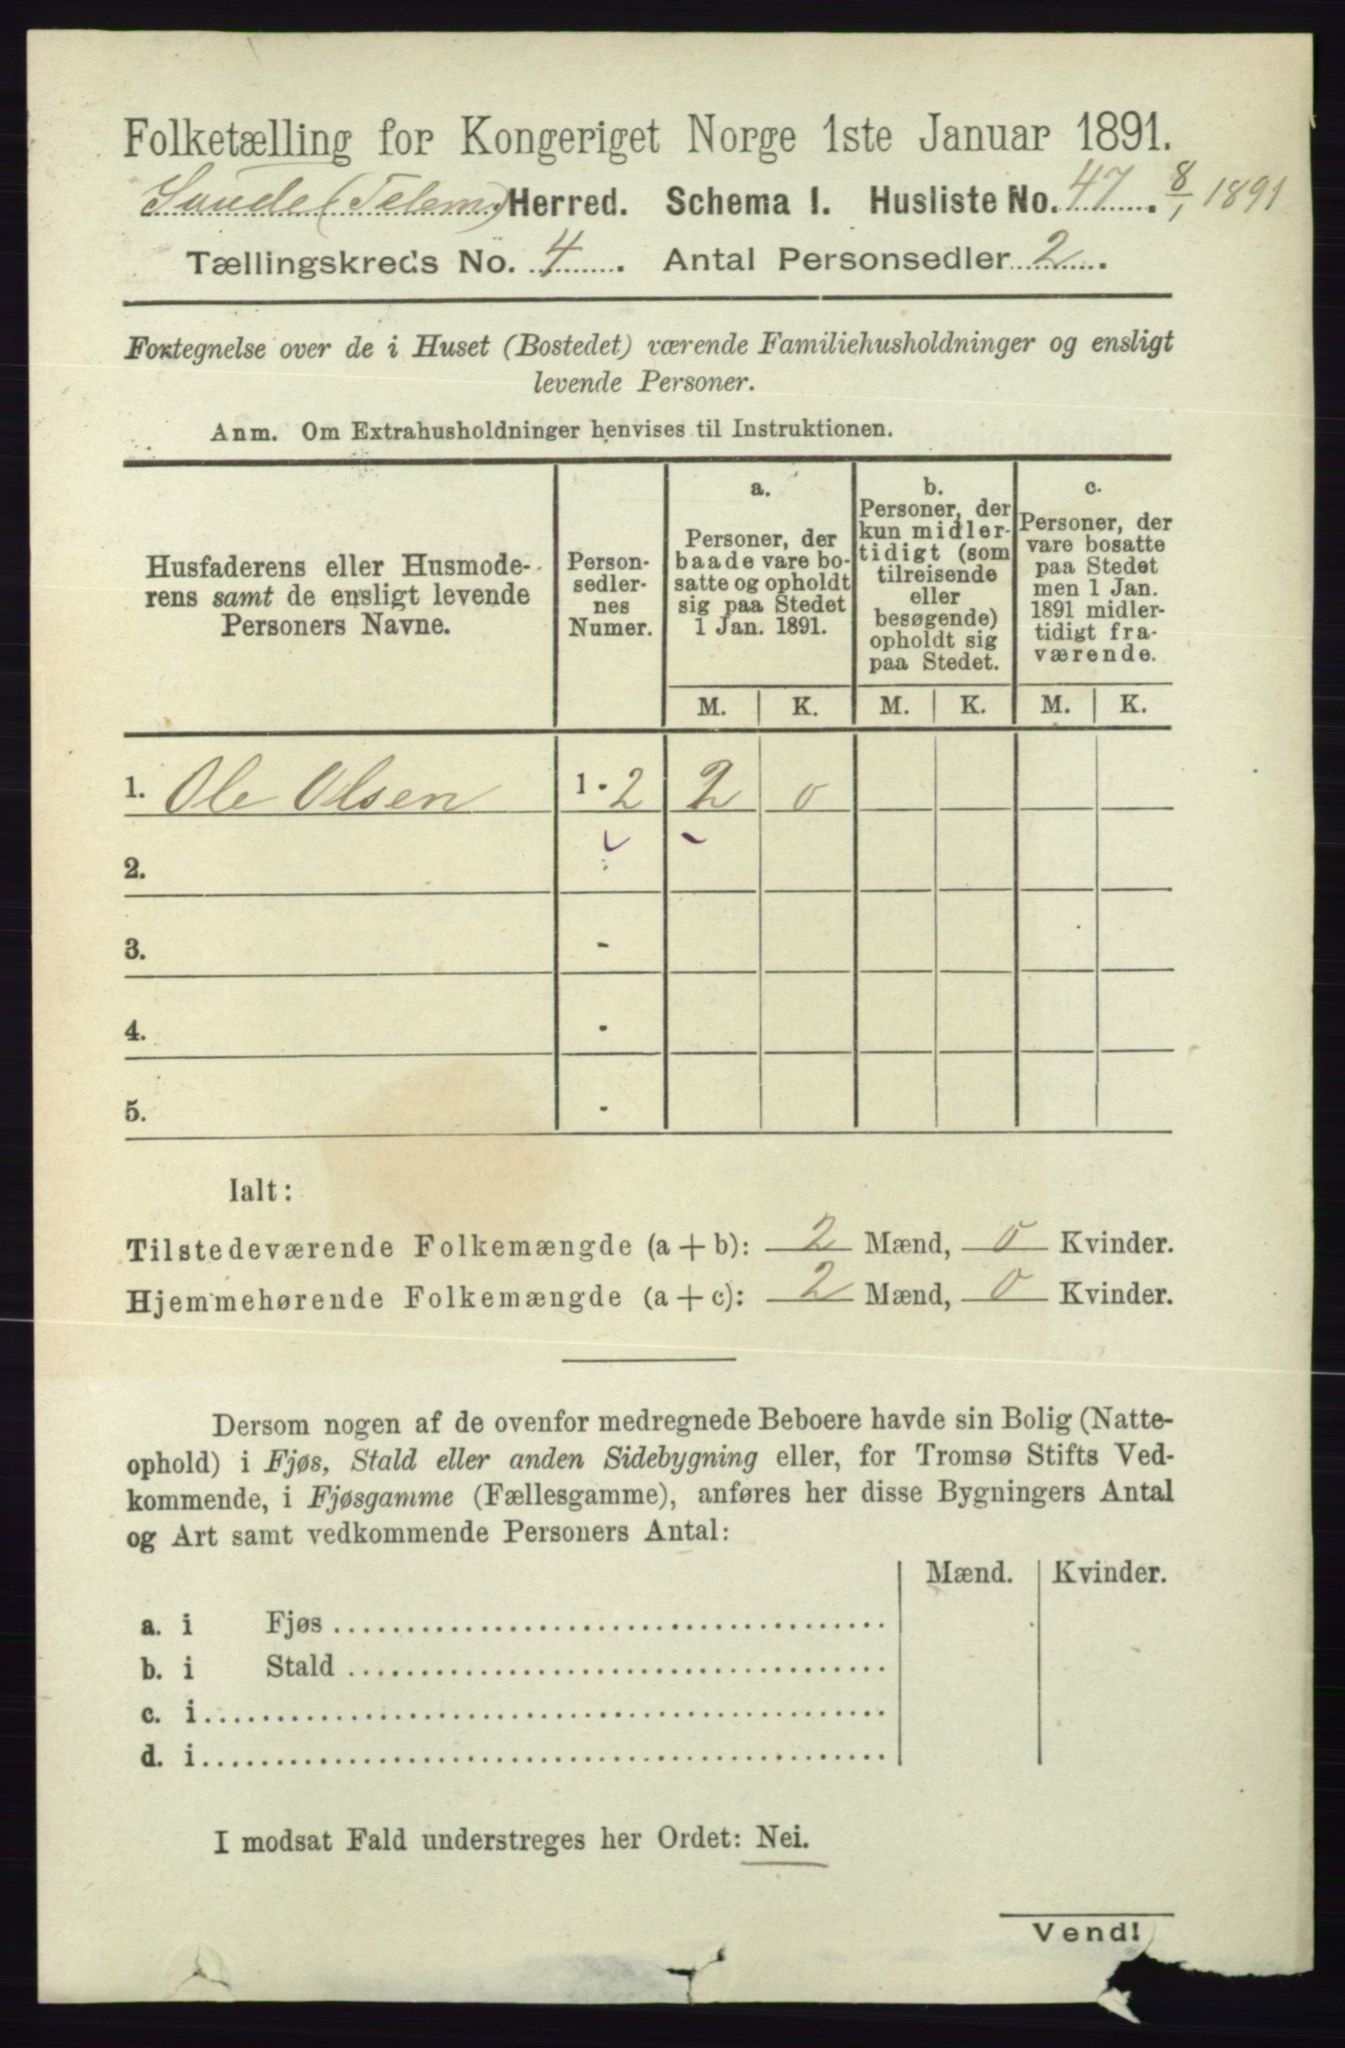 Folketælling for Kongeriget Norge 1ste Januar 1891.
Saude (Telem.) Herred. Schema I. Husliste No. 47. 8/1 1891
Tællingskreds No. 4. Antal Personsedler 2.
Fortegnelse over de i Huset (Bostedet) værende Familiehusholdninger og ensligt
levende Personer.
Anm. Om Extrahusholdninger henvises til Instruktionen.
Husfaderens eller Husmode-
rens samt de ensligt levende
Personers Navne.
Person-
sedler-
nes
Numer.
a.
Personer, der
baade vare bo-
satte og opholdt
sig paa Stedet
1 Jan. 1891.
b.
Personer, der
kun midler-
tidigt (som
tilreisende
eller
besøgende)
opholdt sig
paa Stedet.
c.
Personer, der
vare bosatte
paa Stedet
men 1 Jan.
1891 midler-
tidigt fra-
værende.
M. K. M. K. M. K.
1. Ole Olsen 1 - 2 2 0
2.
3. -
4. -
5. -
Ialt:
Tilstedeværende Folkemængde (a + b): 2 Mænd, 0 Kvinder.
Hjemmehørende Folkemængde (a + c): 2 Mænd, 0 Kvinder.
Dersom nogen af de ovenfor medregnede Beboere havde sin Bolig (Natte-
ophold) i Fjøs, Stald eller anden Sidebygning eller, for Tromsø Stifts Ved-
kommende, i Fjøsgamme (Fællesgamme), anføres her disse Bygningers Antal
og Art samt vedkommende Personers Antal:
Mænd. Kvinder.
a. i Fjøs
b. i Stald
c. i
d. i
I modsat Fald understreges her Ordet: Nei.
Vend!